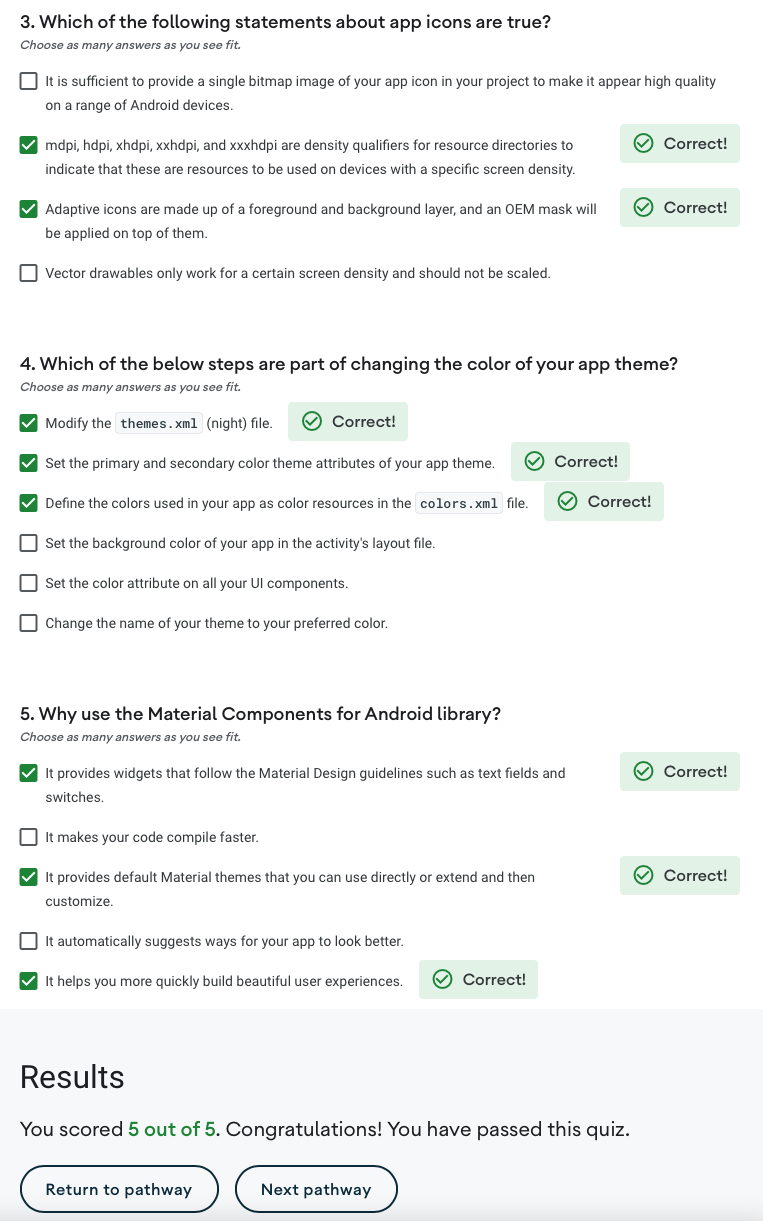 3. Which of the following statements about app icons are true?
Choose as many answers as you see fit.
It is sufficient to provide a single bitmap image of your app icon in your project to make it appear high quality
on a range of Android devices.
mdpi, hdpi, xhdpi, xxhdpi, and xxxhdpi are density qualifiers for resource directories to
indicate that these are resources to be used on devices with a specific screen density.
Correct!
Adaptive icons are made up of a foreground and background layer, and an OEM mask will
be applied on top of them.
Correct!
Vector drawables only work for a certain screen density and should not be scaled.
4. Which of the below steps are part of changing the color of your app theme?
Choose as many answers as you see fit.
Modify the themes.xml (night) file. Correct!
Set the primary and secondary color theme attributes of your app theme. Correct!
Define the colors used in your app as color resources in the colors.xml file. Correct!
Set the background color of your app in the activity's layout file.
Set the color attribute on all your UI components.
Change the name of your theme to your preferred color.
5. Why use the Material Components for Android library?
Choose as many answers as you see fit.
It provides widgets that follow the Material Design guidelines such as text fields and
switches.
Correct!
It makes your code compile faster.
It provides default Material themes that you can use directly or extend and then
customize.
Correct!
It automatically suggests ways for your app to look better.
It helps you more quickly build beautiful user experiences. Correct!
Results
You scored 5 out of 5. Congratulations! You have passed this quiz.
Return to pathway Next pathway